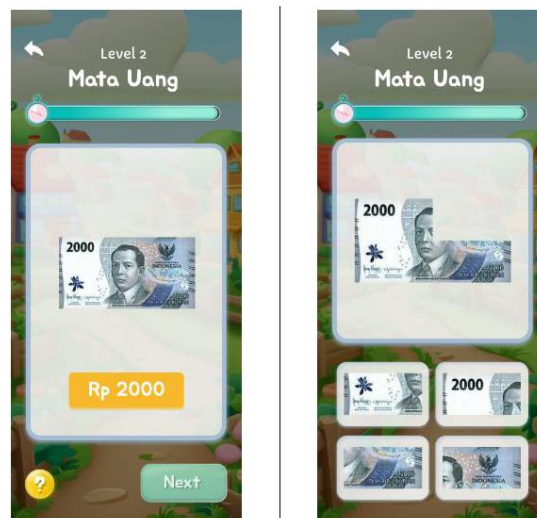 Level 2
Mata Uang
2000
INDONESIA
Rp 2000
?
Next
Level 2
Mata Uang
2000
2000
INDONESIA